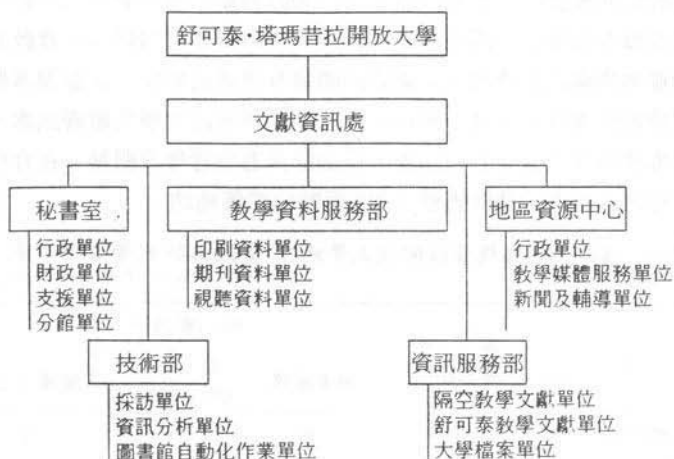 舒可泰·塔瑪昔拉開放大學
文獻資訊處
秘書室
行政單位
財政單位
支援單位
分館單位
教學資料服務部
印刷資料單位
期刊資料單位
視聽資料單位
地區資源中心
行政單位
教學媒體服務單位
新聞及輔導單位
技術部
採訪單位
資訊分析單位
圖書館自動化作業單位
資訊服務部
隔空教學文獻單位
舒可泰教學文獻單位
大學檔案單位